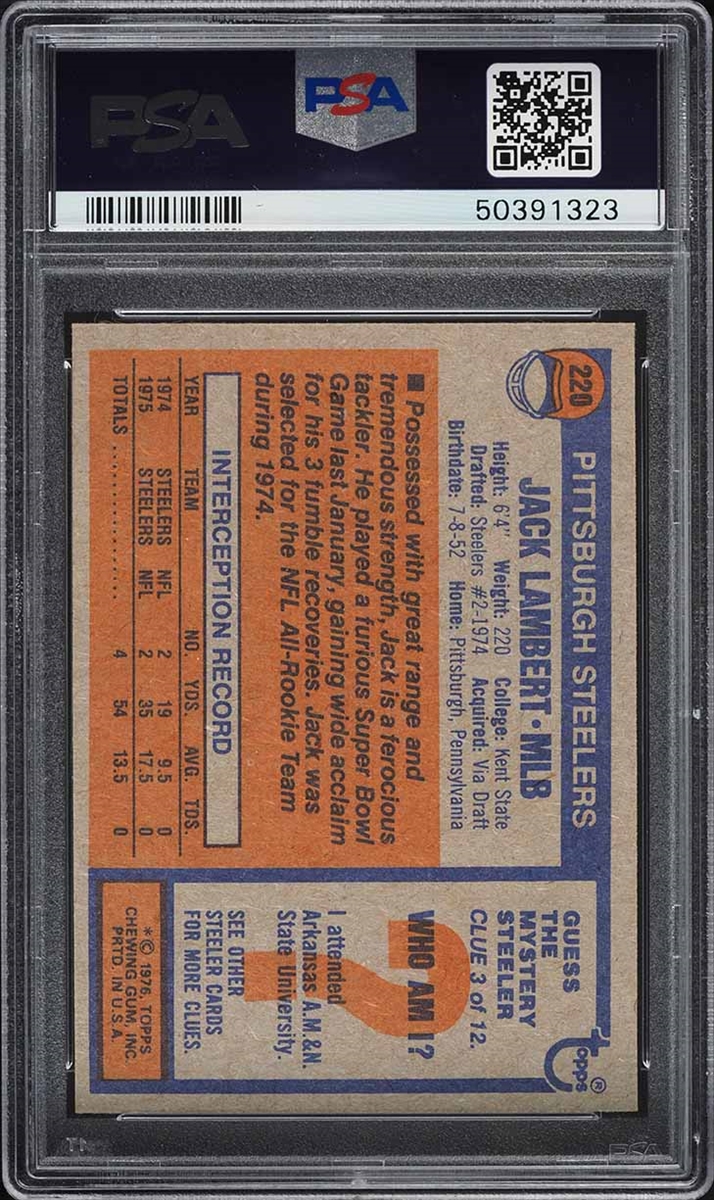 PSA
PSA
50391323
220
PITTSBURGH STEELERS
JACK LAMBERT • MLB
Height: 6'4" Weight: 220 College: Kent State
Drafted: Steelers #2-1974 Acquired: Via Draft
Birthdate: 7-8-52 Home: Pittsburgh, Pennsylvania
■ Possessed with great range and
tremendous strength, Jack is a ferocious
tackler. He played a furious Super Bowl
Game last January, gaining wide acclaim
for his 3 fumble recoveries. Jack was
selected for the NFL All-Rookie Team
during 1974.
INTERCEPTION RECORD
YEAR TEAM NO. YDS. AVG. TDS.
1974 STEELERS NFL 2 19 9.5 0
1975 STEELERS NFL 2 35 17.5 0
TOTALS .............. 4 54 13.5 0
topps®
GUESS
THE
MYSTERY
STEELER
CLUE 3 of 12.
?
WHO AM I?
I attended
Arkansas A.M.&N.
State University.
SEE OTHER
STEELER CARDS
FOR MORE CLUES.
*© 1976, TOPPS
CHEWING GUM, INC.
PRTD. IN U.S.A.
PSA